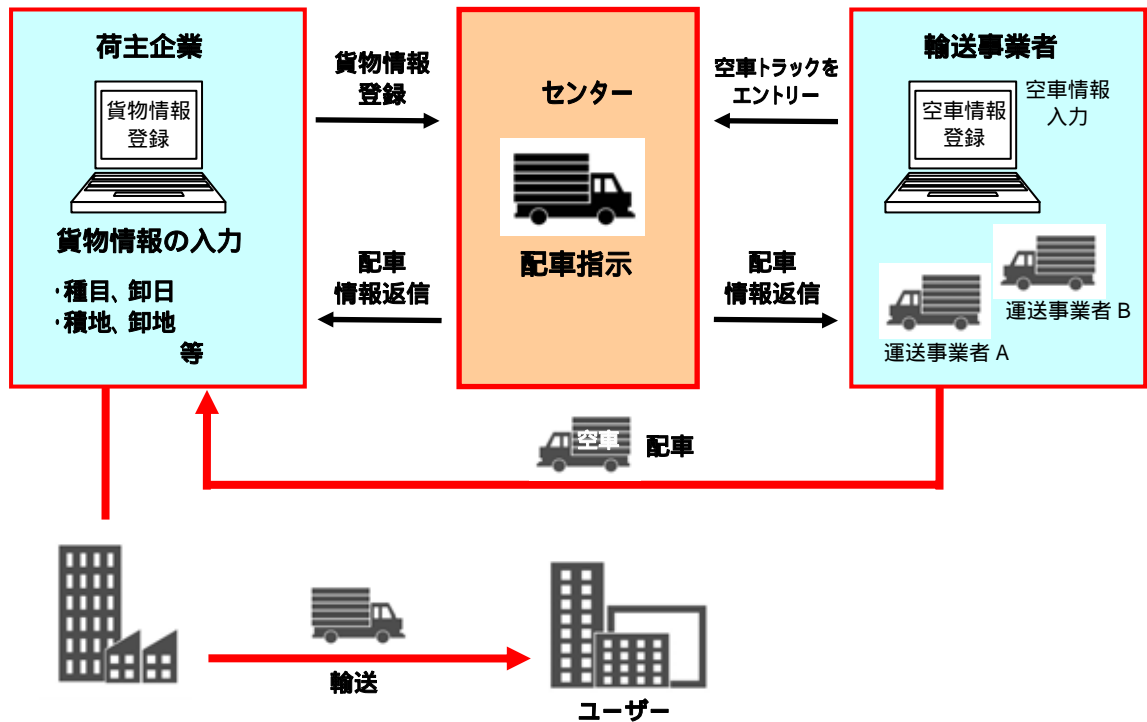 荷主企業
貨物情報
登録
貨物情報の入力
・種目、卸日
・積地、卸地
等
貨物情報
登録
配車
情報返信
センター
配車指示
空車トラックを
エントリー
配車
情報返信
輸送事業者
空車情報
登録
空車情報
入力
運送事業者 B
運送事業者 A
空車
配車
輸送
ユーザー